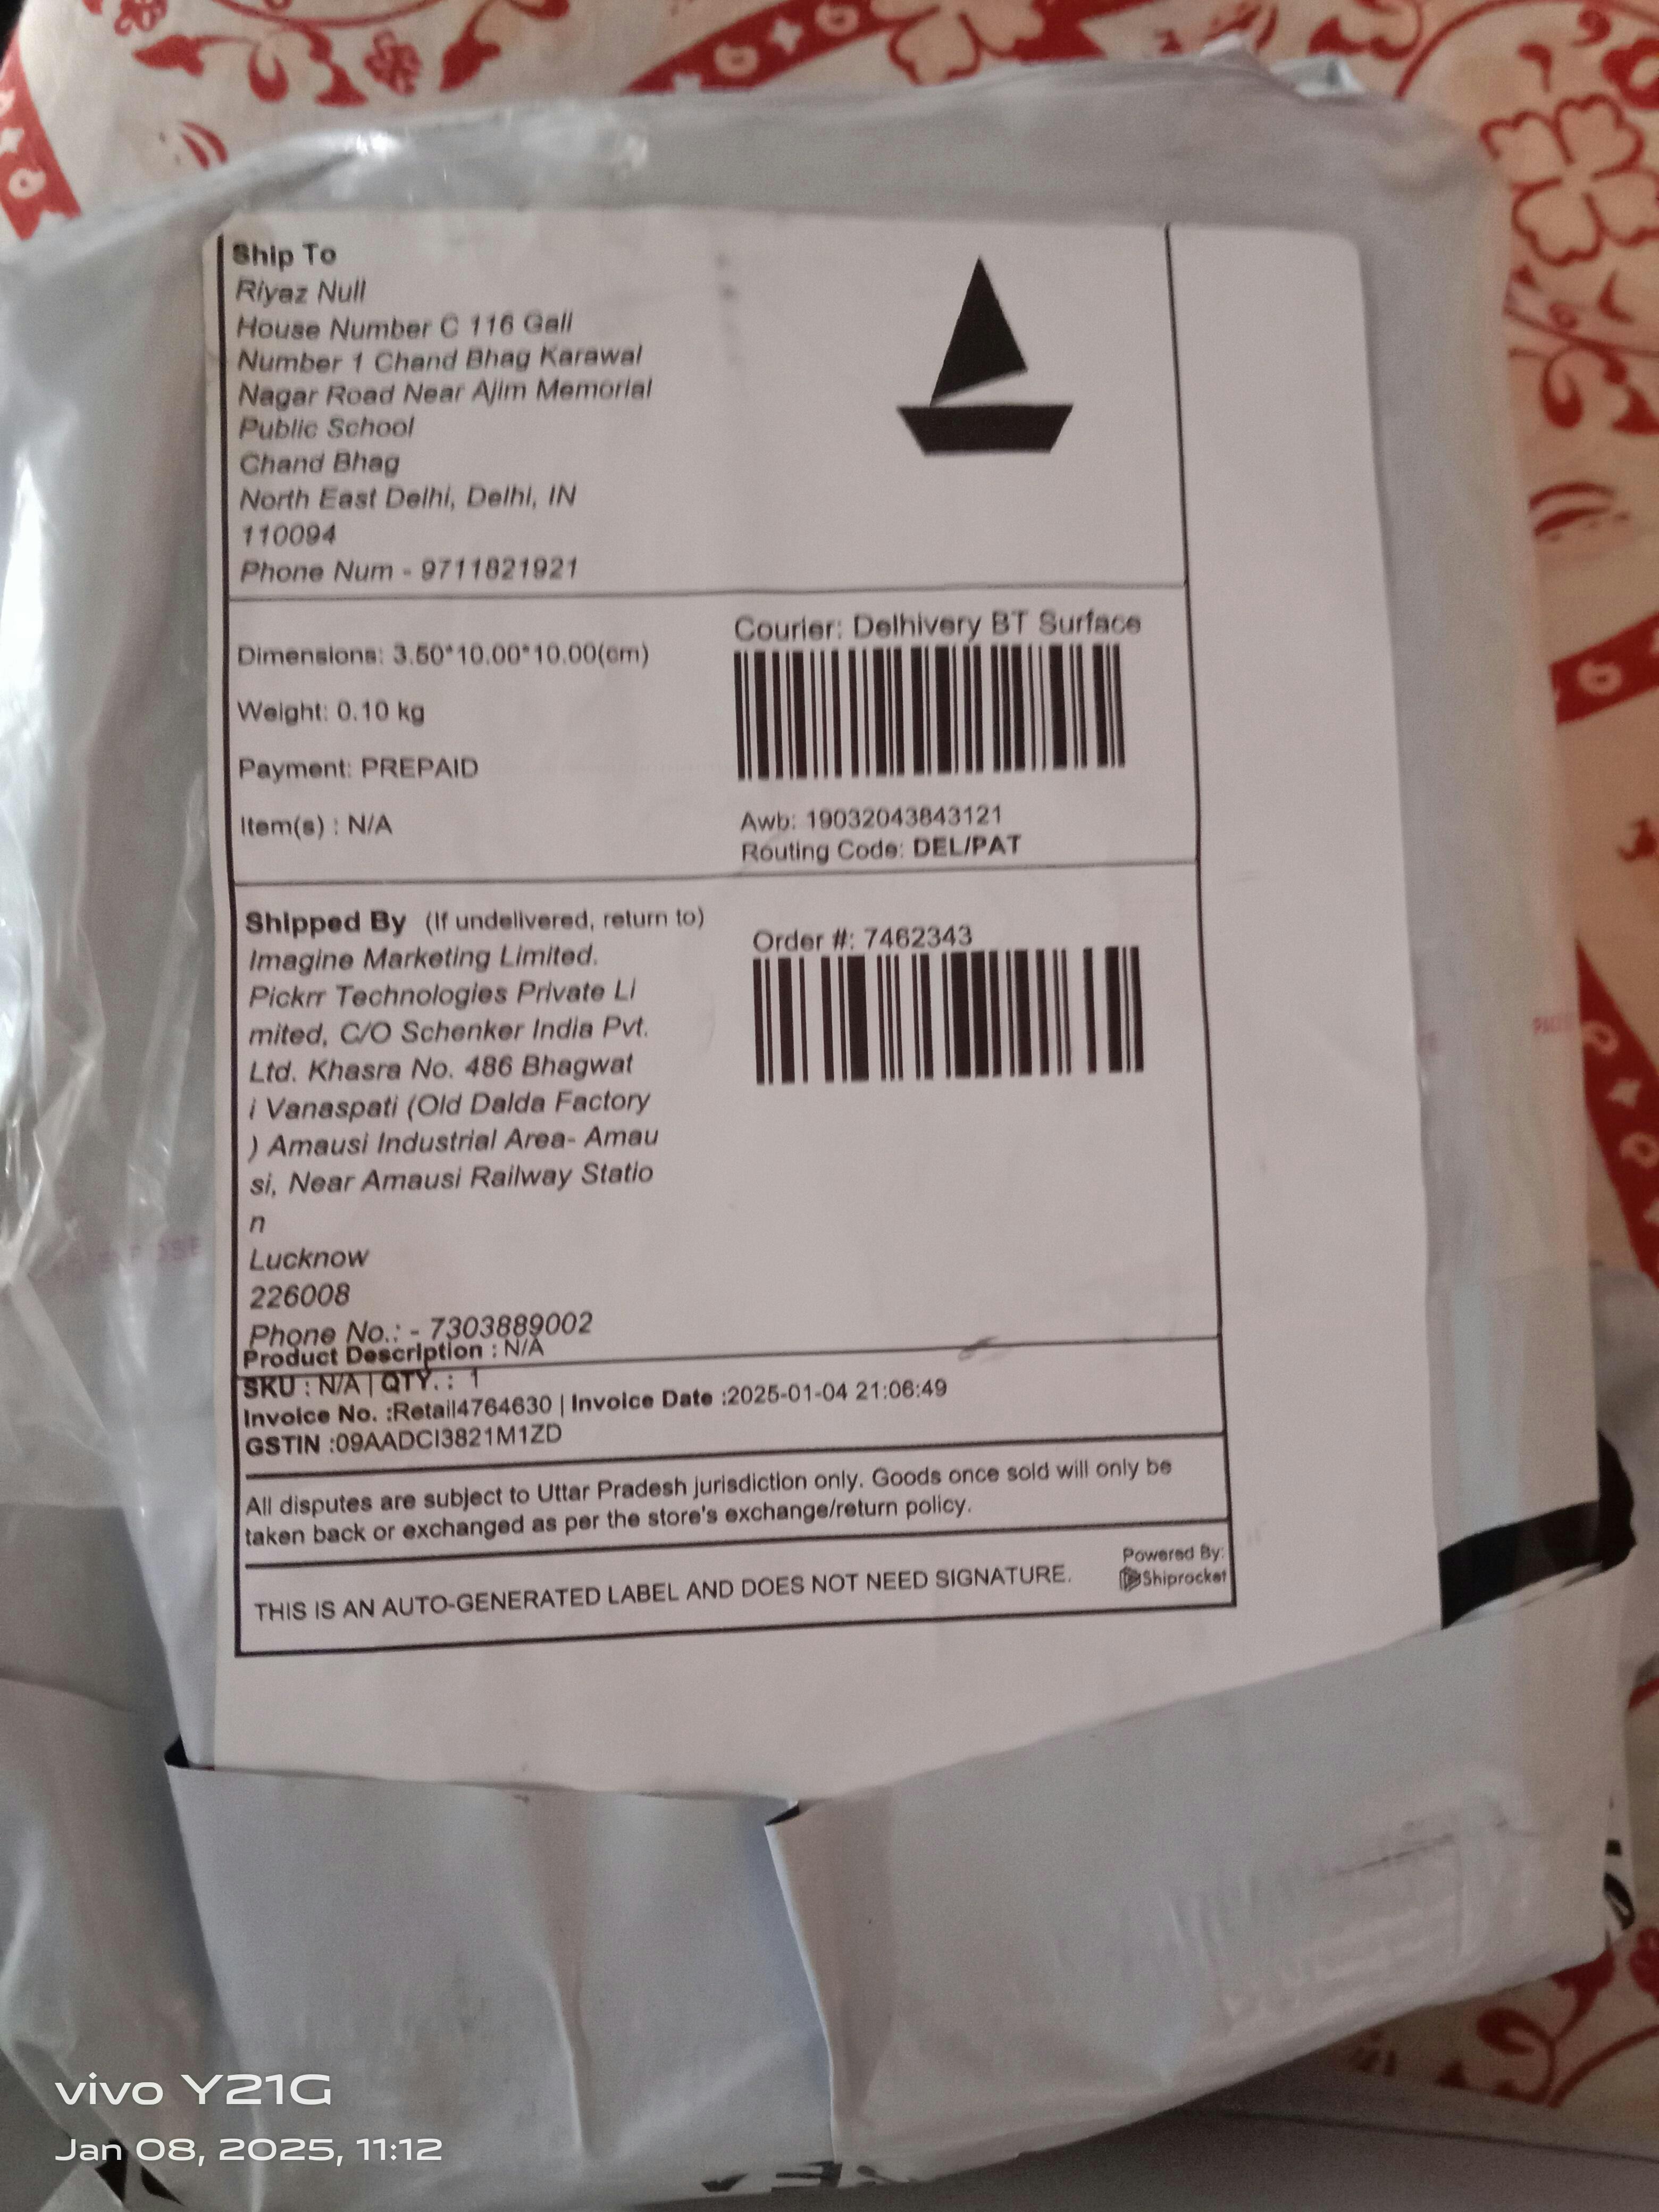 Ship To
Riyaz Null
House Number C 116 Gali
Number 1 Chand Bhag Karawal
Nagar Road Near Ajim Memorial
Public School
Chand Bhag
North East Delhi, Delhi, IN
110094
Phone Num - 9711821921
Dimensions: 3.50*10.00*10.00(cm)
Weight: 0.10 kg
Payment: PREPAID
Item(s) : N/A
Courier: Delhivery BT Surface
Awb: 19032043843121
Routing Code: DEL/PAT
Shipped By (If undelivered, return to)
Imagine Marketing Limited.
Pickrr Technologies Private Li
mited, C/O Schenker India Pvt.
Ltd. Khasra No. 486 Bhagwat
i Vanaspati (Old Dalda Factory
) Amausi Industrial Area- Amau
si, Near Amausi Railway Statio
n
Lucknow
226008
Phone No.: - 7303889002
Order #: 7462343
Product Description : N/A
SKU : N/A | QTY. : 1
Invoice No. :Retail4764630 | Invoice Date :2025-01-04 21:06:49
GSTIN :09AADCI3821M1ZD
All disputes are subject to Uttar Pradesh jurisdiction only. Goods once sold will only be
taken back or exchanged as per the store's exchange/return policy.
THIS IS AN AUTO-GENERATED LABEL AND DOES NOT NEED SIGNATURE.
Powered By:
Shiprocket
vivo Y21G
Jan 08, 2025, 11:12